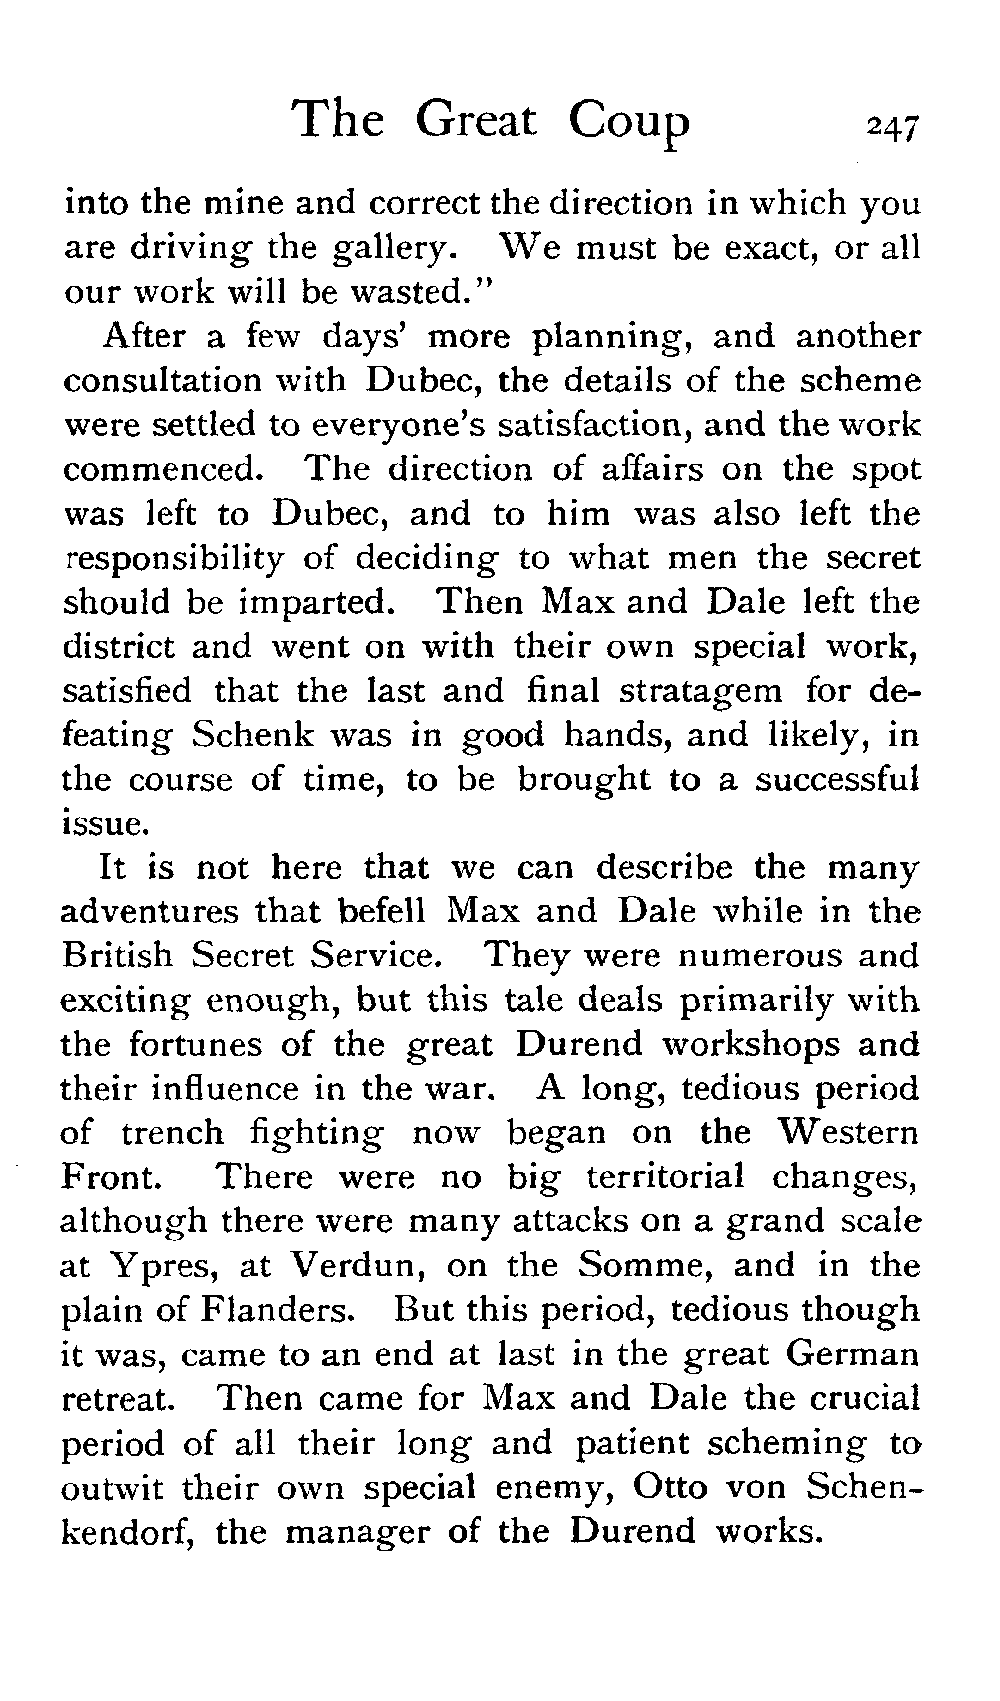 The Great Coup 247
into the mine and correct the direction in which you
are driving the gallery. We must be exact, or all
our work will be wasted."
After a few days' more planning, and another
consultation with Dubec, the details of the scheme
were settled to everyone's satisfaction, and the work
commenced. The direction of affairs on the spot
was left to Dubec, and to him was also left the
responsibility of deciding to what men the secret
should be imparted. Then Max and Dale left the
district and went on with their own special work,
satisfied that the last and final stratagem for de-
feating Schenk was in good hands, and likely, in
the course of time, to be brought to a successful
issue.
It is not here that we can describe the many
adventures that befell Max and Dale while in the
British Secret Service. They were numerous and
exciting enough, but this tale deals primarily with
the fortunes of the great Durend workshops and
their influence in the war. A long, tedious period
of trench fighting now began on the Western
Front. There were no big territorial changes,
although there were many attacks on a grand scale
at Ypres, at Verdun, on the Somme, and in the
plain of Flanders. But this period, tedious though
it was, came to an end at last in the great German
retreat. Then came for Max and Dale the crucial
period of all their long and patient scheming to
outwit their own special enemy, Otto von Schen-
kendorf, the manager of the Durend works.